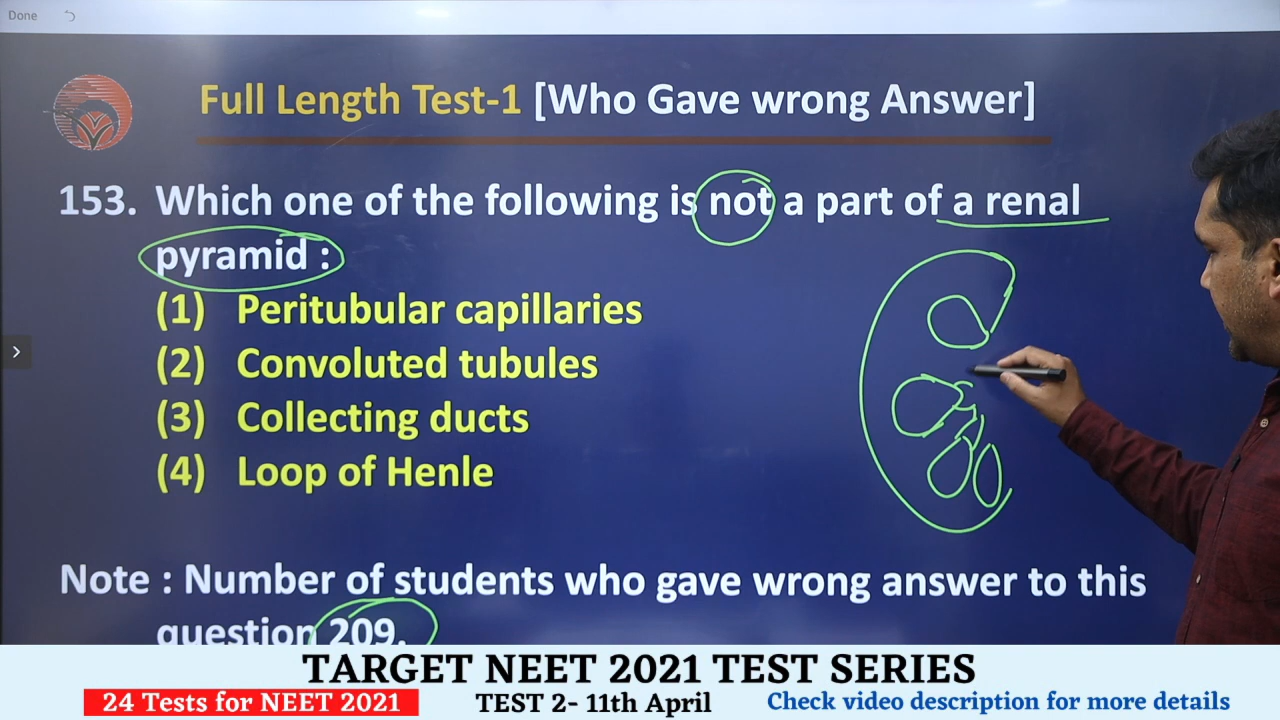 Done
Full Length Test-1 [Who Gave wrong Answer]
153. Which one of the following is not a part of a renal
pyramid :
(1) Peritubular capillaries
(2) Convoluted tubules
(3) Collecting ducts
(4) Loop of Henle
Note : Number of students who gave wrong answer to this
question 209.
TARGET NEET 2021 TEST SERIES
24 Tests for NEET 2021 TEST 2- 11th April Check video description for more details